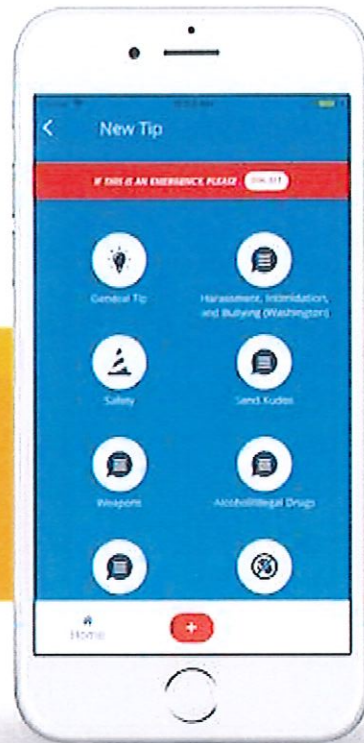 New Tip
IF THIS IS AN EMERGENCY, PLEASE
General Tip
Harassment, Intimidation,
and Bullying (Washington)
Safety
Send Kudos
Weapons
Alcohol/Illegal Drugs
Home